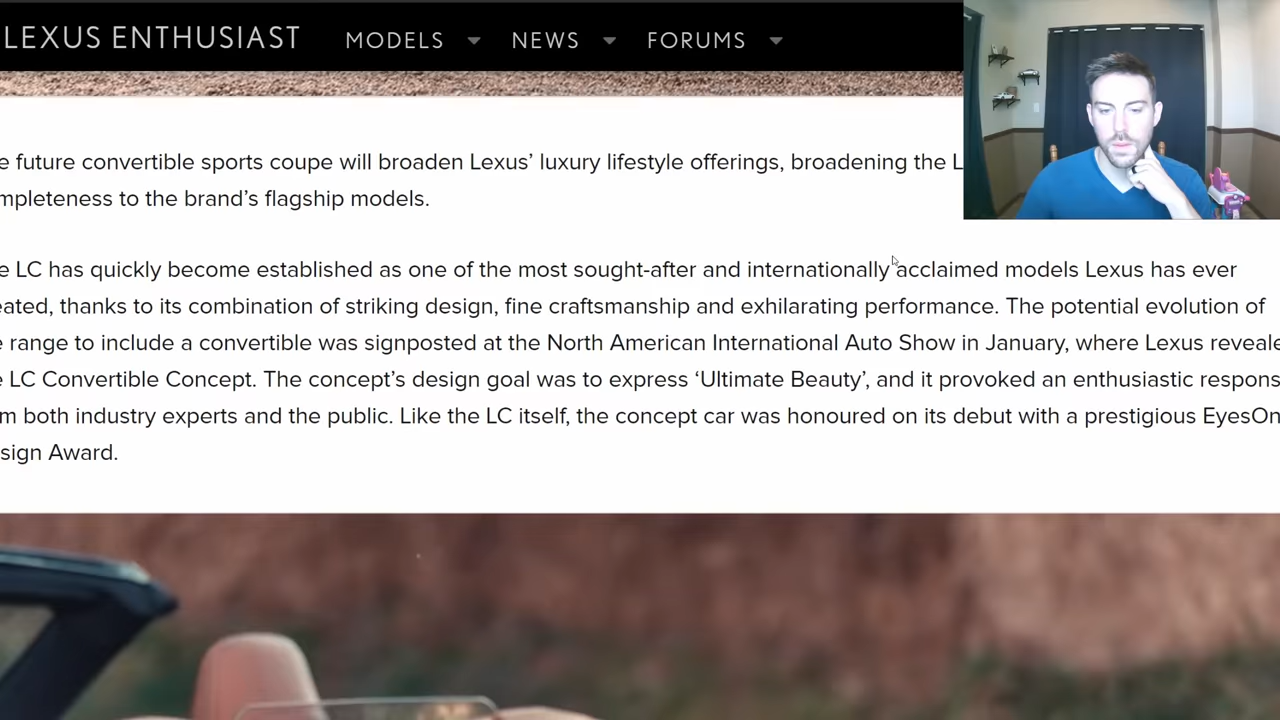 LEXUS ENTHUSIAST MODELS NEWS FORUMS
e future convertible sports coupe will broaden Lexus’ luxury lifestyle offerings, broadening the L
mpleteness to the brand’s flagship models.
e LC has quickly become established as one of the most sought-after and internationally acclaimed models Lexus has ever
eated, thanks to its combination of striking design, fine craftsmanship and exhilarating performance. The potential evolution of
e range to include a convertible was signposted at the North American International Auto Show in January, where Lexus reveale
e LC Convertible Concept. The concept’s design goal was to express ‘Ultimate Beauty’, and it provoked an enthusiastic respons
m both industry experts and the public. Like the LC itself, the concept car was honoured on its debut with a prestigious EyesOn
sign Award.